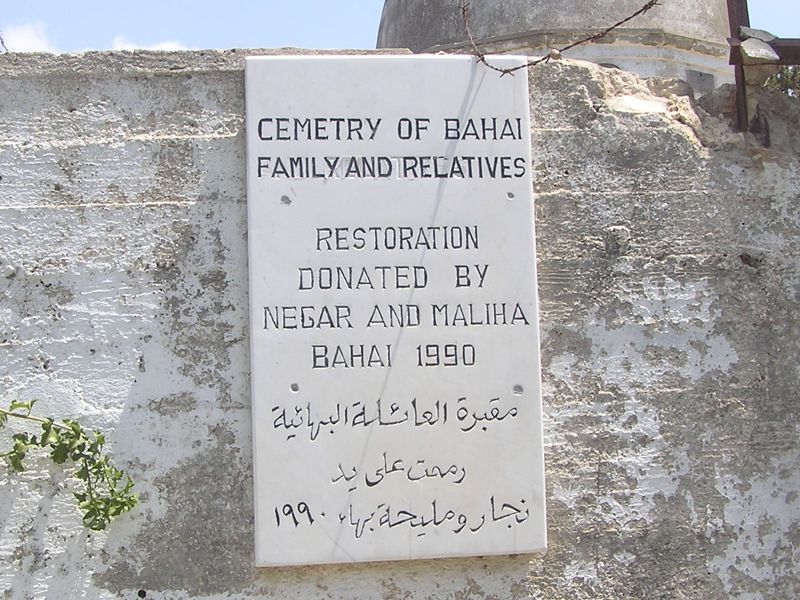 CEMETRY OF BAHAI
FAMILY AND RELATIVES
RESTORATION
DONATED BY
NEGAR AND MALIHA
BAHAI 1990
مقبرة العائلة البهائية
رممت على يد
نجار و مليحة بهاء ١٩٩٠